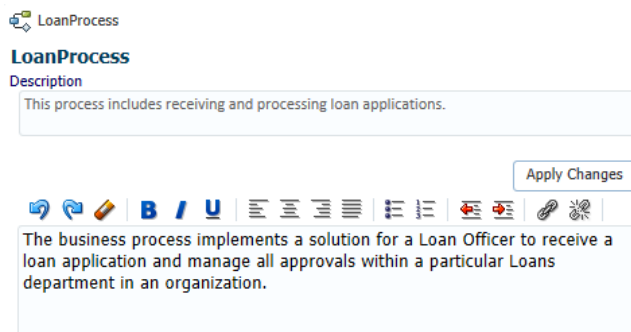 LoanProcess
LoanProcess
Description
This process includes receiving and processing loan applications.
Apply Changes
B I U
The business process implements a solution for a Loan Officer to receive a
loan application and manage all approvals within a particular Loans
department in an organization.